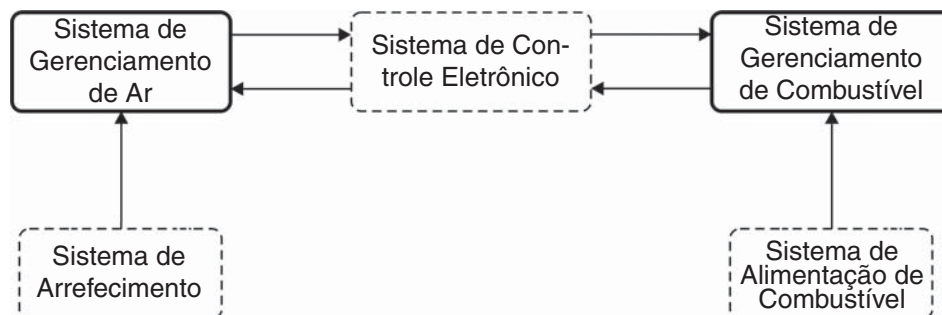 Sistema de
Gerenciamento
de Ar
Sistema de Con-
trole Eletrônico
Sistema de
Gerenciamento
de Combustível
Sistema de
Arrefecimento
Sistema de
Alimentação de
Combustível